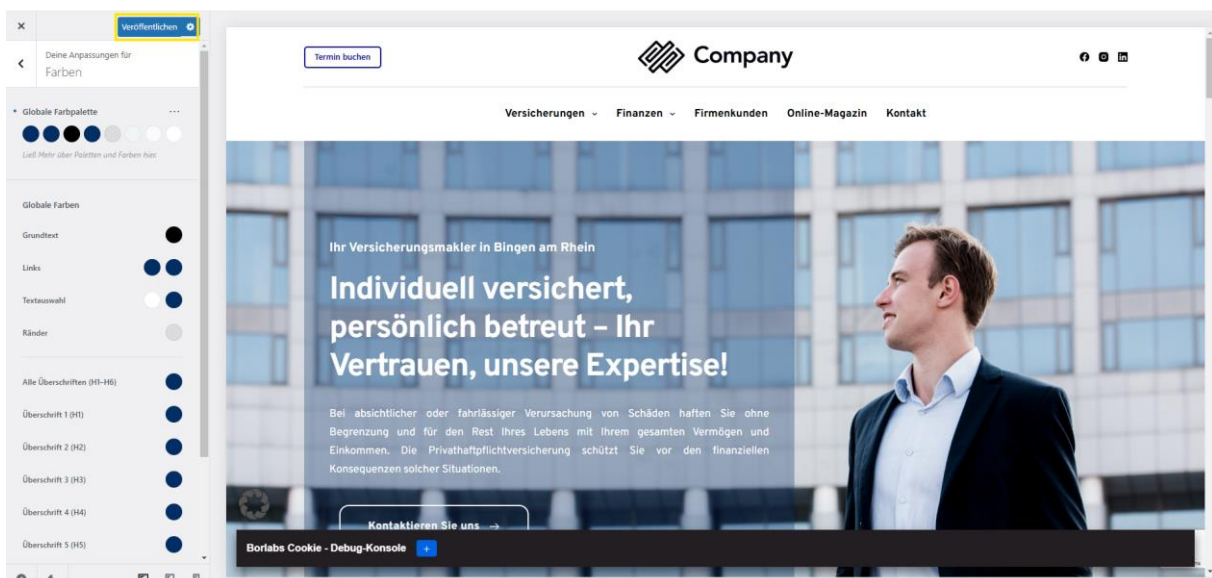 Veröffentlichen
Deine Anpassungen für
Farben
Globale Farbpalette
Ließ Mehr über Paletten und Farben hier.
Globale Farben
Grundtext
Links
Textauswahl
Ränder
Alle Überschriften (H1–H6)
Überschrift 1 (H1)
Überschrift 2 (H2)
Überschrift 3 (H3)
Überschrift 4 (H4)
Überschrift 5 (H5)
Termin buchen
Company
Versicherungen Finanzen Firmenkunden Online-Magazin Kontakt
Ihr Versicherungsmakler in Bingen am Rhein
Individuell versichert,
persönlich betreut – Ihr
Vertrauen, unsere Expertise!
Bei absichtlicher oder fahrlässiger Verursachung von Schäden haften Sie ohne
Begrenzung und für den Rest Ihres Lebens mit Ihrem gesamten Vermögen und
Einkommen. Die Privathaftpflichtversicherung schützt Sie vor den finanziellen
Konsequenzen solcher Situationen.
Kontaktieren Sie uns →
Borlabs Cookie - Debug-Konsole +